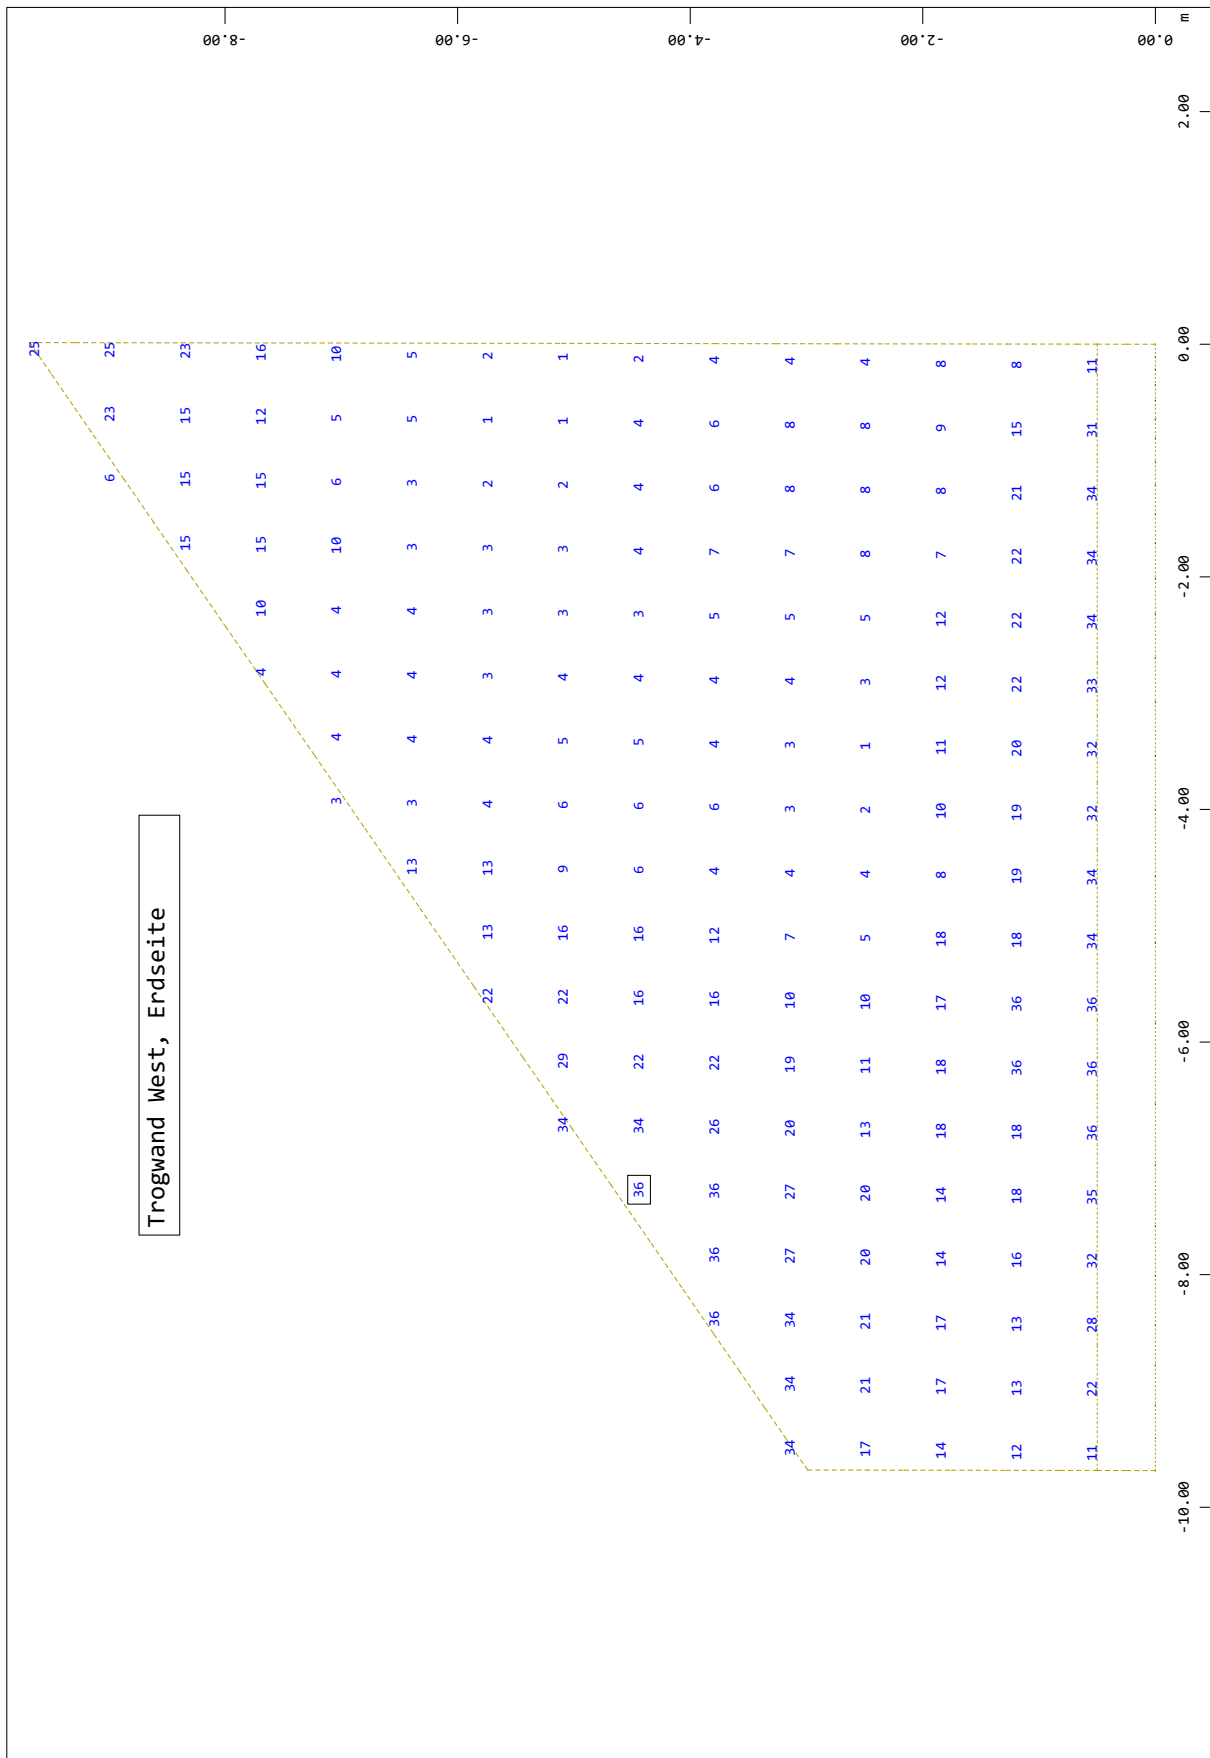 25
6 23 25
Trogwand West, Erdseite
15 15 15 23
-8.00
4 10 15 15 12 16
3 4 4 4 10 6 5 10
13 3 4 4 4 3 3 5 5
-6.00
22 13 13 4 4 3 3 3 2 1 2
34 29 22 16 9 6 5 4 3 3 2 1 1
36 34 22 16 16 6 6 5 4 3 4 4 4 2
-4.00
36 36 36 26 22 16 12 4 6 4 4 5 7 6 6 4
34 34 34 27 27 20 19 10 7 4 3 3 4 5 7 8 8 4
17 21 21 20 20 13 11 10 5 4 2 1 3 5 8 8 8 4
-2.00
14 17 17 14 14 18 18 17 18 8 10 11 12 12 7 8 9 8
12 13 13 16 18 18 36 36 18 19 19 20 22 22 22 21 15 8
11 22 28 32 35 36 36 36 34 34 32 32 33 34 34 34 31 11
0.00
-10.00 -8.00 -6.00 -4.00 -2.00 0.00 2.00 m